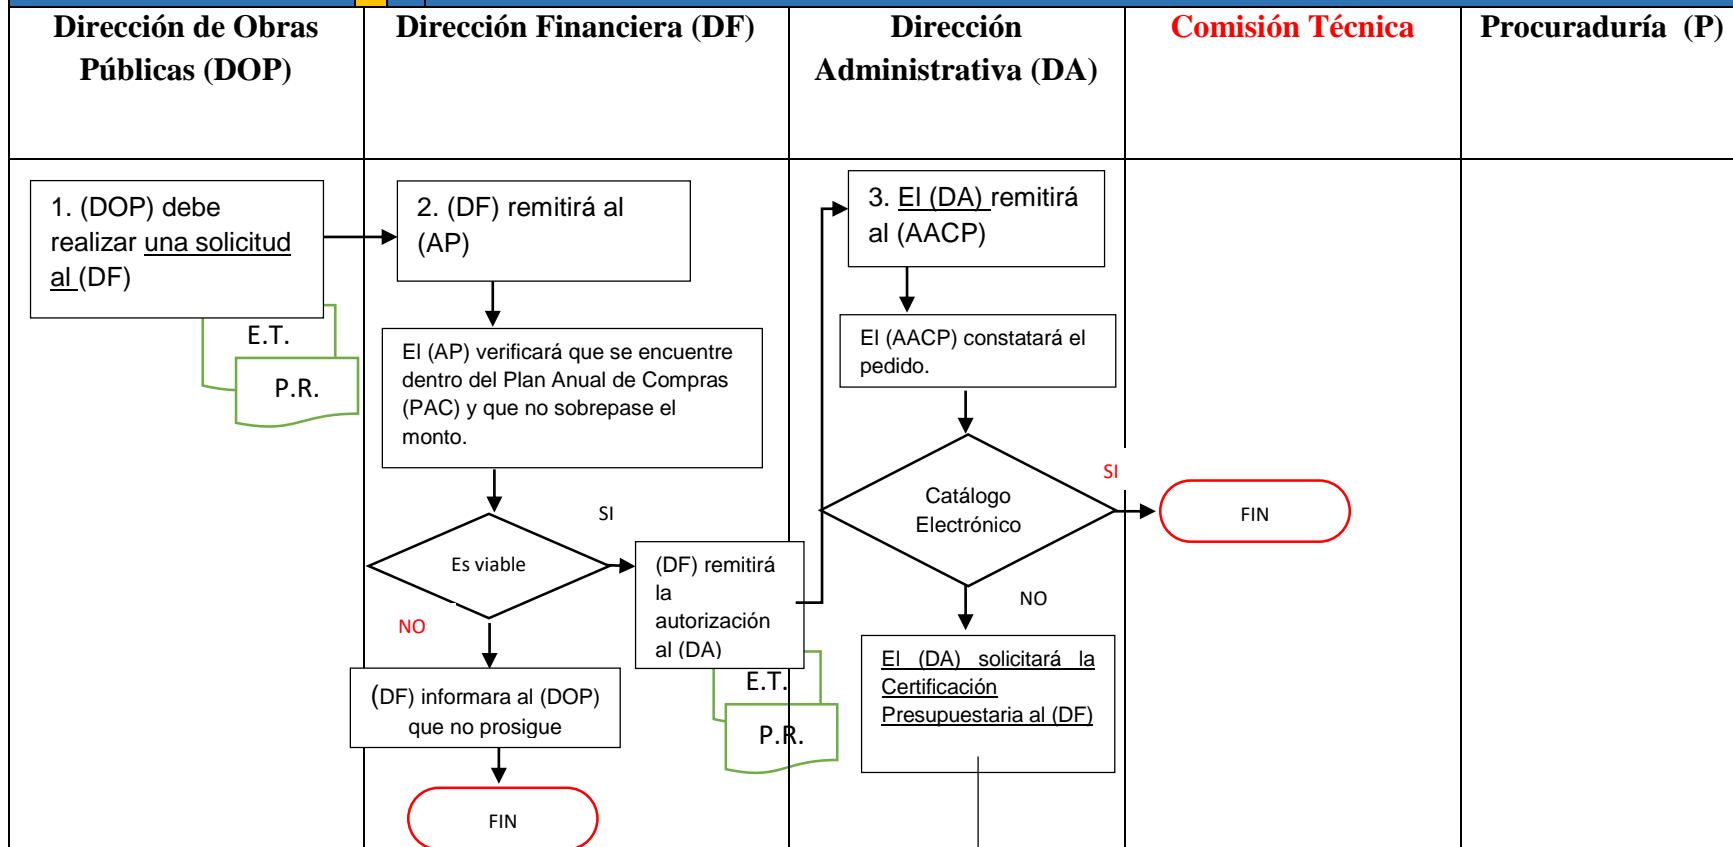 Dirección de Obras
Públicas (DOP)
Dirección Financiera (DF)
Dirección
Administrativa (DA)
Comisión Técnica
Procuraduría (P)
1. (DOP) debe
realizar una solicitud
al (DF)
E.T.
P.R.
2. (DF) remitirá al
(AP)
El (AP) verificará que se encuentre
dentro del Plan Anual de Compras
(PAC) y que no sobrepase el
monto.
Es viable
SI
NO
(DF) remitirá
la
autorización
al (DA)
E.T.
P.R.
(DF) informara al (DOP)
que no prosigue
FIN
3. El (DA) remitirá
al (AACP)
El (AACP) constatará el
pedido.
Catálogo
Electrónico
SI
FIN
NO
El (DA) solicitará la
Certificación
Presupuestaria al (DF)